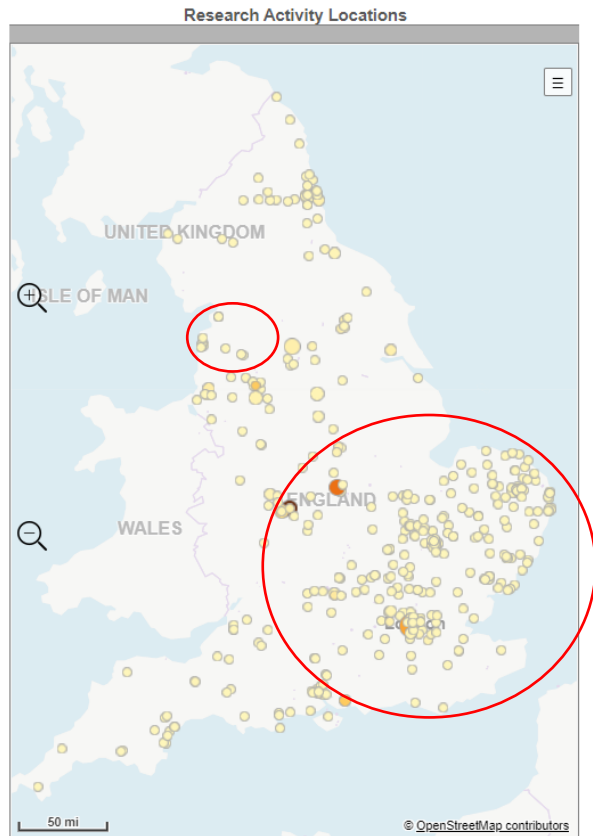 Research Activity Locations
☰
UNITED KINGDOM
ISLE OF MAN
ENGLAND
WALES
50 mi
© OpenStreetMap contributors